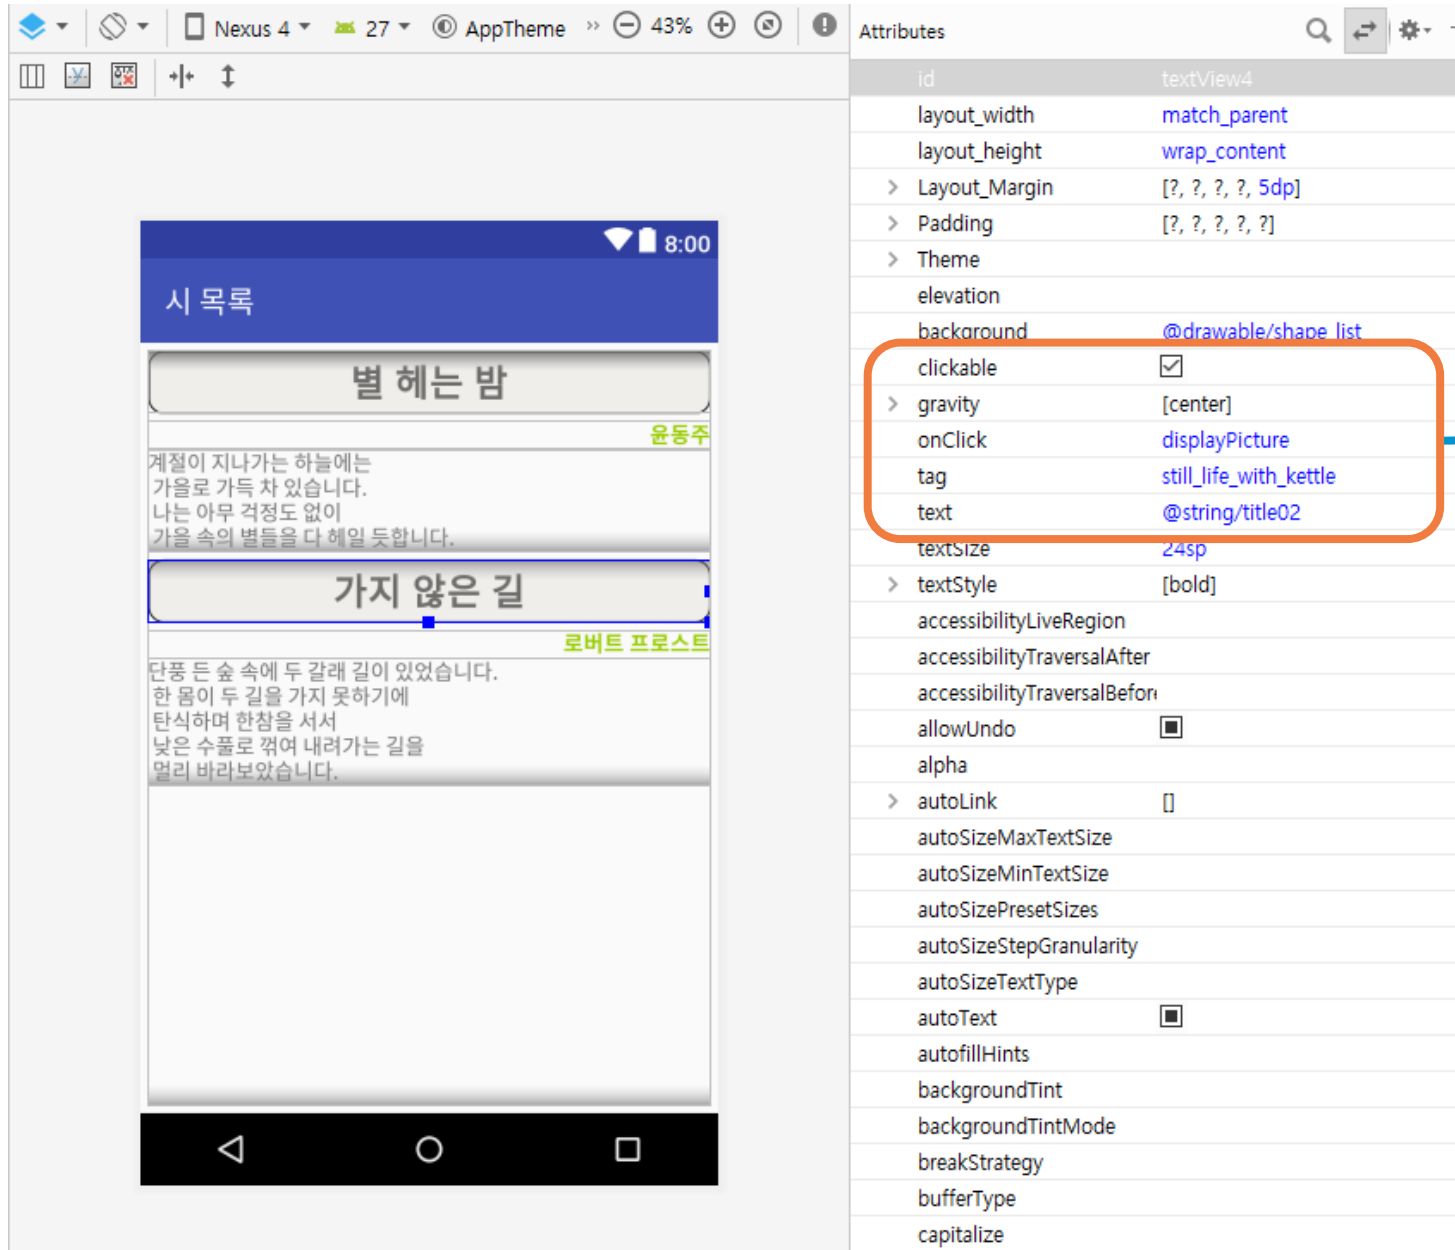 Nexus 4 27 AppTheme » 43%
시 목록
8:00
별 헤는 밤
윤동주
계절이 지나가는 하늘에는
가을로 가득 차 있습니다.
나는 아무 걱정도 없이
가을 속의 별들을 다 헤일 듯합니다.
가지 않은 길
로버트 프로스트
단풍 든 숲 속에 두 갈래 길이 있었습니다.
한 몸이 두 길을 가지 못하기에
탄식하며 한참을 서서
낮은 수풀로 꺾여 내려가는 길을
멀리 바라보았습니다.
Attributes
id textView4
layout_width match_parent
layout_height wrap_content
Layout_Margin [?, ?, ?, ?, 5dp]
Padding [?, ?, ?, ?, ?]
Theme
elevation
background @drawable/shape_list
clickable
gravity [center]
onClick displayPicture
tag still_life_with_kettle
text @string/title02
textSize 24sp
textStyle [bold]
accessibilityLiveRegion
accessibilityTraversalAfter
accessibilityTraversalBefor
allowUndo
alpha
autoLink []
autoSizeMaxTextSize
autoSizeMinTextSize
autoSizePresetSizes
autoSizeStepGranularity
autoSizeTextType
autoText
autofillHints
backgroundTint
backgroundTintMode
breakStrategy
bufferType
capitalize